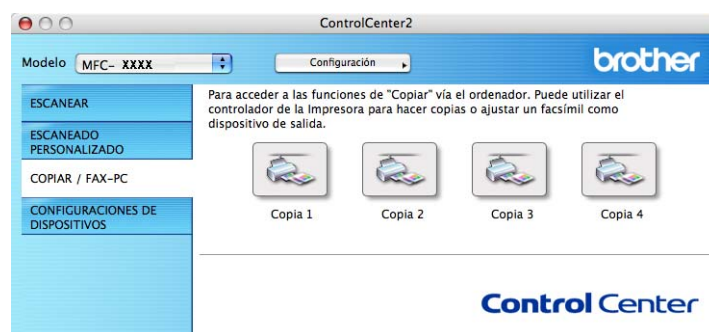 ControlCenter2
Modelo MFC- XXXX Configuración brother
ESCANEAR
ESCANEADO
PERSONALIZADO
COPIAR / FAX-PC
CONFIGURACIONES DE
DISPOSITIVOS
Para acceder a las funciones de "Copiar" vía el ordenador. Puede utilizar el
controlador de la Impresora para hacer copias o ajustar un facsímil como
dispositivo de salida.
Copia 1 Copia 2 Copia 3 Copia 4
Control Center